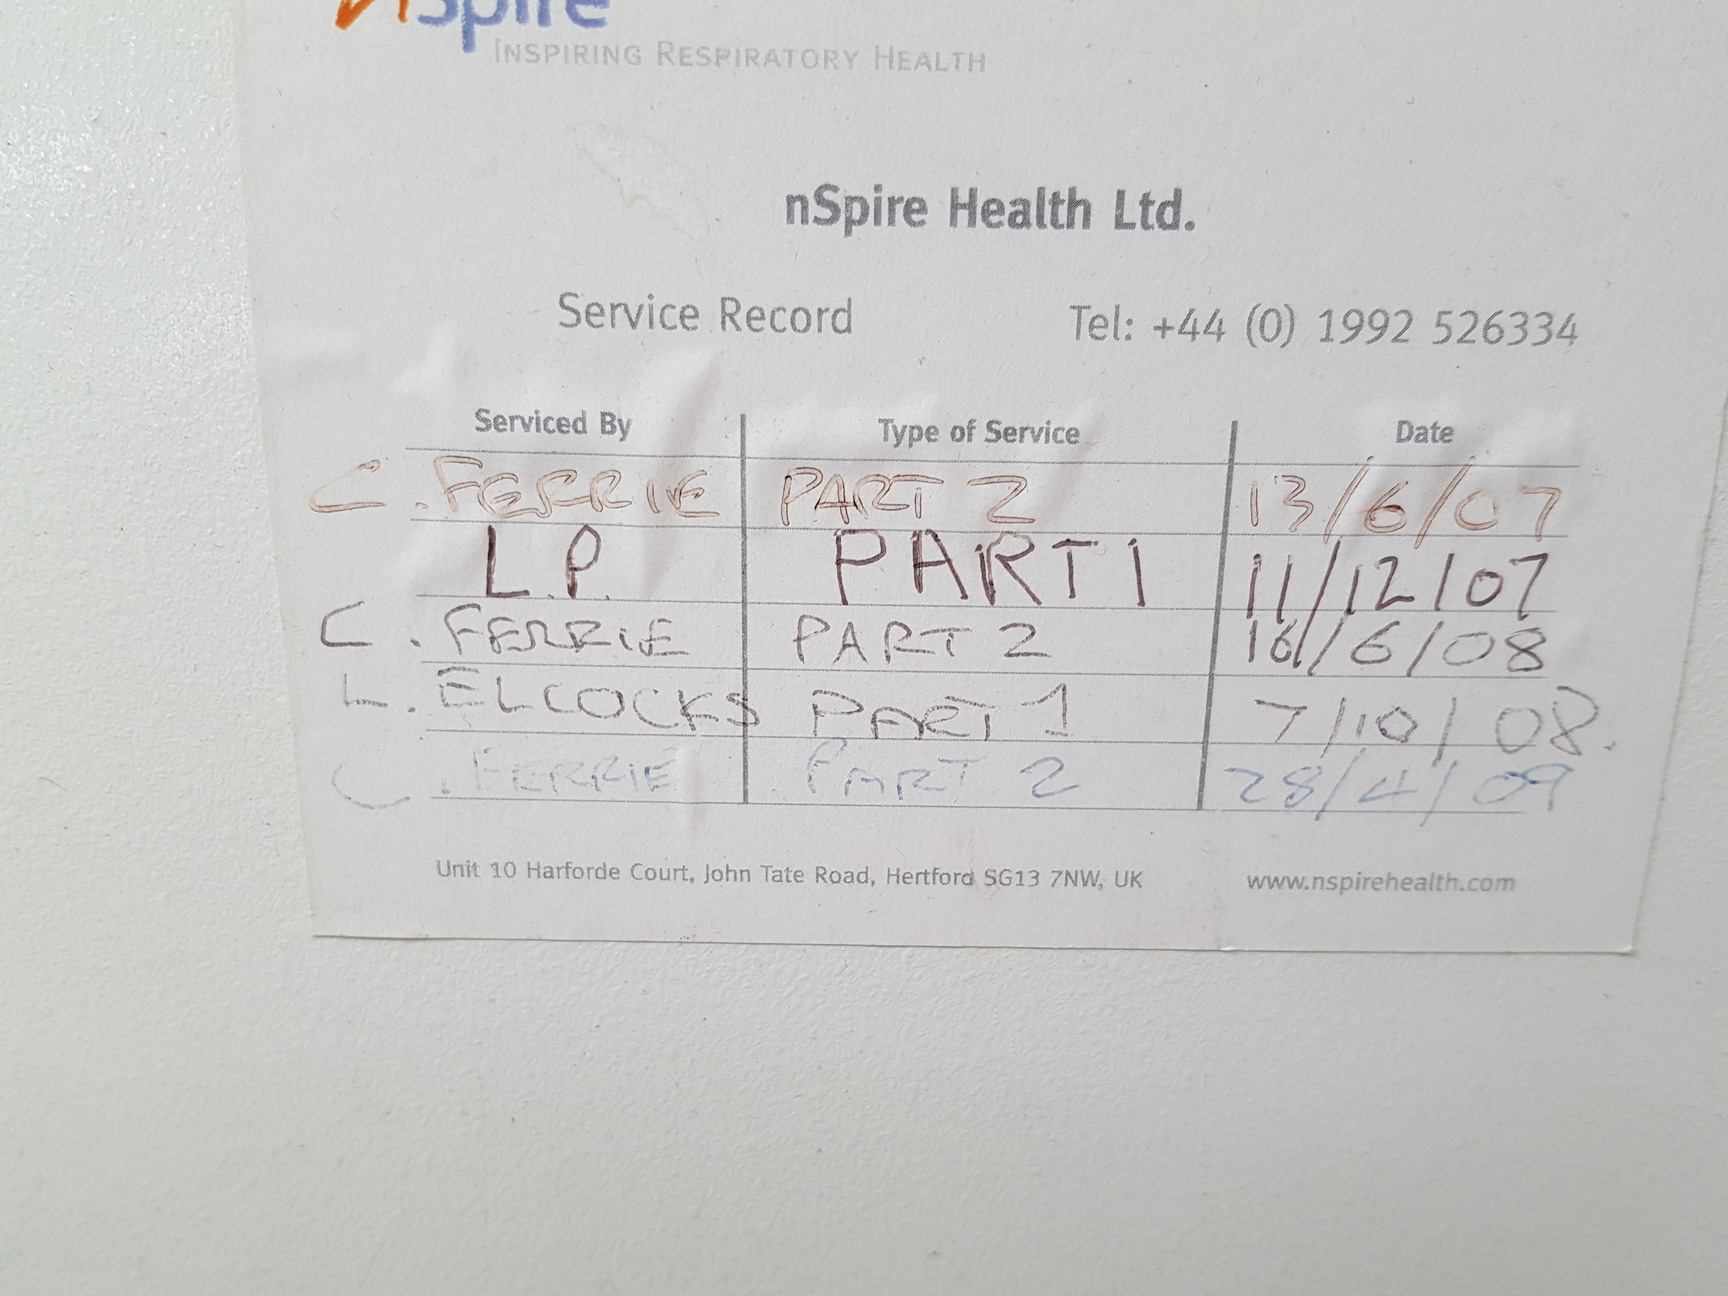 nSpire
INSPIRING RESPIRATORY HEALTH
nSpire Health Ltd.
Service Record Tel: +44 (0) 1992 526334
Serviced By Type of Service Date
C. FERRIE PART 2 13/6/07
L.P. PART 1 11/12/07
C. FERRIE PART 2 16/6/08
L. ELCOCKS PART 1 7/10/08.
C. FERRIE PART 2 28/4/09
Unit 10 Harforde Court, John Tate Road, Hertford SG13 7NW, UK www.nspirehealth.com